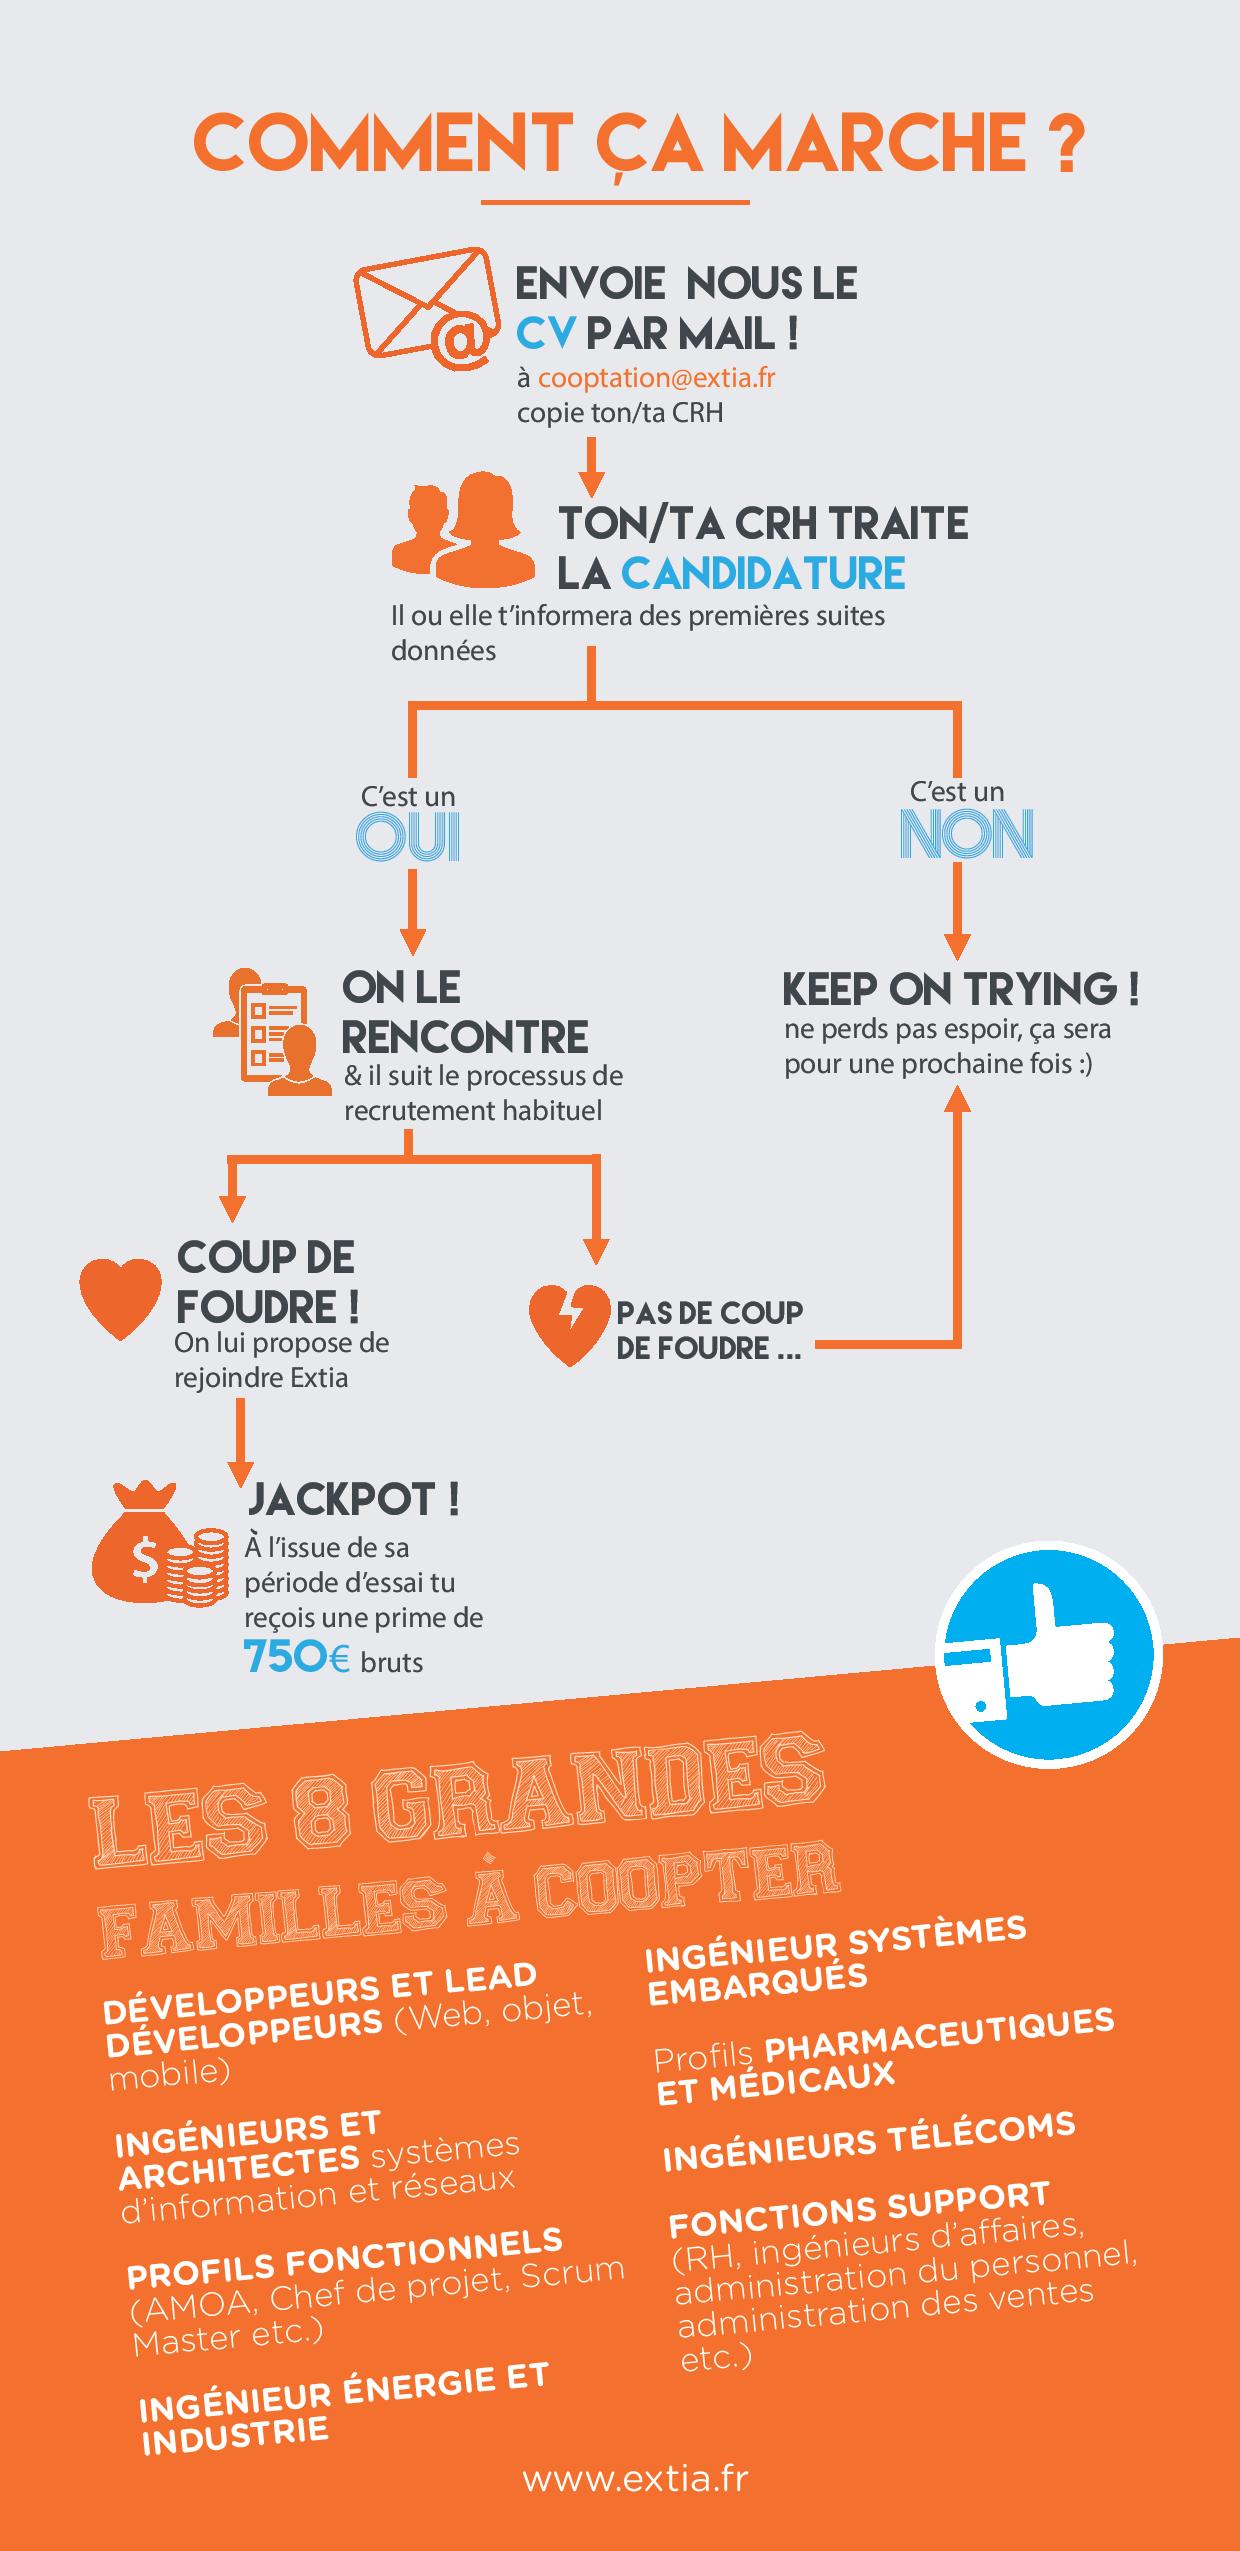 COMMENT ÇA MARCHE ?
ENVOIE NOUS LE
CV PAR MAIL !
à cooptation@extia.fr
copie ton/ta CRH
TON/TA CRH TRAITE
LA CANDIDATURE
Il ou elle t'informera des premières suites
données
C'est un
OUI
C'est un
NON
ON LE
RENCONTRE
& il suit le processus de
recrutement habituel
KEEP ON TRYING !
ne perds pas espoir, ça sera
pour une prochaine fois :)
COUP DE
FOUDRE !
On lui propose de
rejoindre Extia
PAS DE COUP
DE FOUDRE ...
JACKPOT !
À l'issue de sa
période d'essai tu
reçois une prime de
750€ bruts
LES 8 GRANDES
FAMILLES À COOPTER
DÉVELOPPEURS ET LEAD
DÉVELOPPEURS (Web, objet,
mobile)
INGÉNIEURS ET
ARCHITECTES systèmes
d'information et réseaux
PROFILS FONCTIONNELS
(AMOA, Chef de projet, Scrum
Master etc.)
INGÉNIEUR ÉNERGIE ET
INDUSTRIE
INGÉNIEUR SYSTÈMES
EMBARQUÉS
Profils PHARMACEUTIQUES
ET MÉDICAUX
INGÉNIEURS TÉLÉCOMS
FONCTIONS SUPPORT
(RH, ingénieurs d'affaires,
administration du personnel,
administration des ventes
etc.)
www.extia.fr